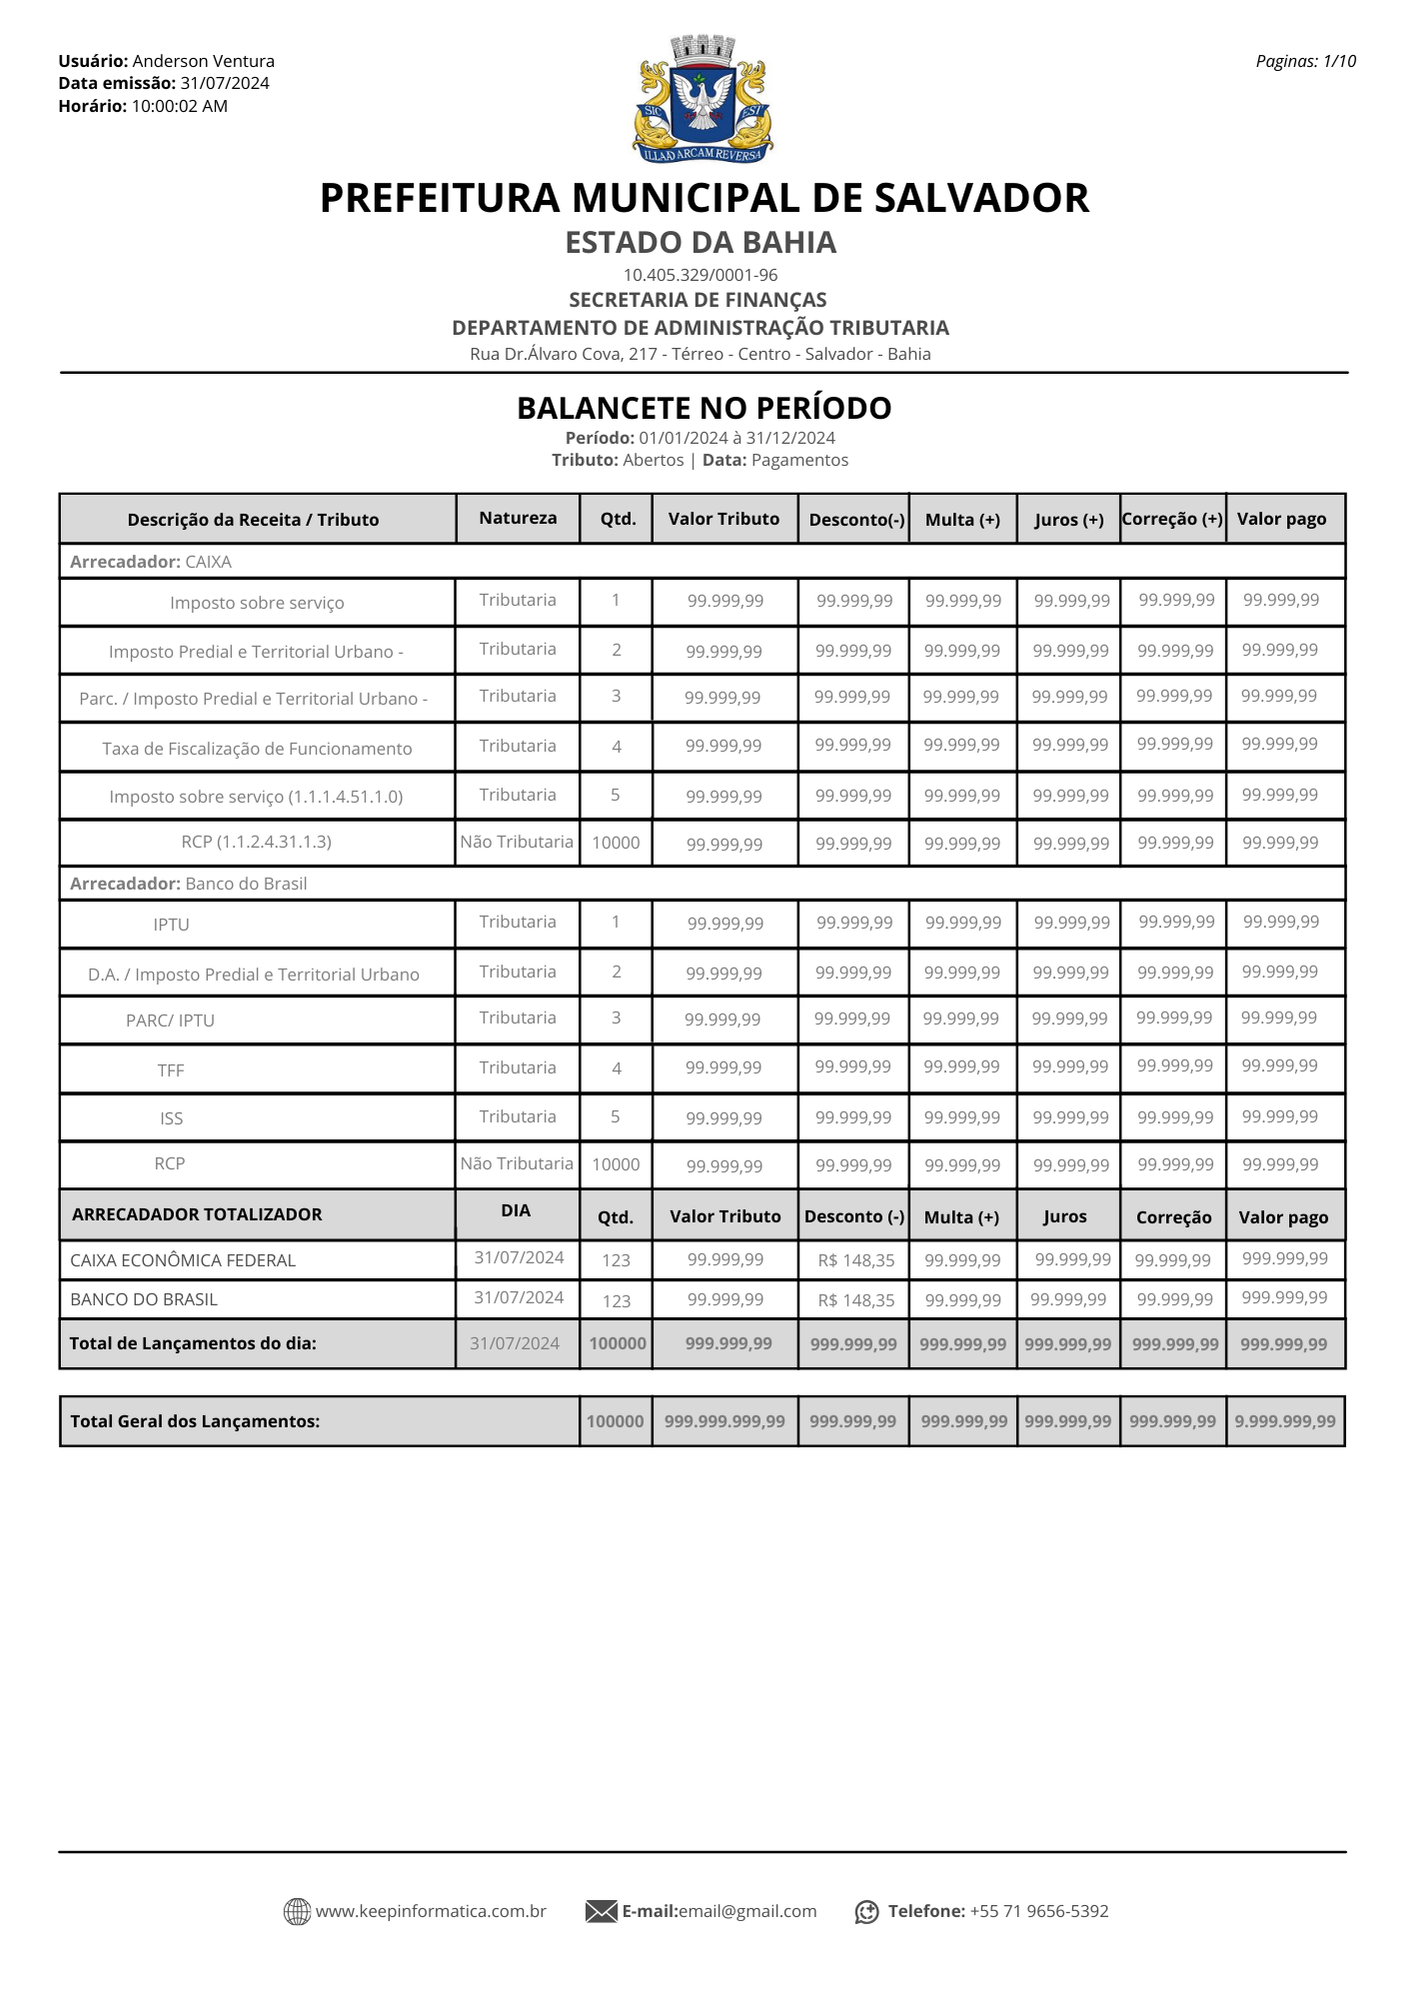 Usuário: Anderson Ventura
Data emissão: 31/07/2024
Horário: 10:00:02 AM
Paginas: 1/10
SIC EST
ILLA AD ARCAM REVERSA
PREFEITURA MUNICIPAL DE SALVADOR
ESTADO DA BAHIA
10.405.329/0001-96
SECRETARIA DE FINANÇAS
DEPARTAMENTO DE ADMINISTRAÇÃO TRIBUTARIA
Rua Dr.Álvaro Cova, 217 - Térreo - Centro - Salvador - Bahia
BALANCETE NO PERÍODO
Período: 01/01/2024 à 31/12/2024
Tributo: Abertos | Data: Pagamentos
Descrição da Receita / Tributo Natureza Qtd. Valor Tributo Desconto(-) Multa (+) Juros (+) Correção (+) Valor pago
Arrecadador: CAIXA
Imposto sobre serviço Tributaria 1 99.999,99 99.999,99 99.999,99 99.999,99 99.999,99 99.999,99
Imposto Predial e Territorial Urbano - Tributaria 2 99.999,99 99.999,99 99.999,99 99.999,99 99.999,99 99.999,99
Parc. / Imposto Predial e Territorial Urbano - Tributaria 3 99.999,99 99.999,99 99.999,99 99.999,99 99.999,99 99.999,99
Taxa de Fiscalização de Funcionamento Tributaria 4 99.999,99 99.999,99 99.999,99 99.999,99 99.999,99 99.999,99
Imposto sobre serviço (1.1.1.4.51.1.0) Tributaria 5 99.999,99 99.999,99 99.999,99 99.999,99 99.999,99 99.999,99
RCP (1.1.2.4.31.1.3) Não Tributaria 10000 99.999,99 99.999,99 99.999,99 99.999,99 99.999,99 99.999,99
Arrecadador: Banco do Brasil
IPTU Tributaria 1 99.999,99 99.999,99 99.999,99 99.999,99 99.999,99 99.999,99
D.A. / Imposto Predial e Territorial Urbano Tributaria 2 99.999,99 99.999,99 99.999,99 99.999,99 99.999,99 99.999,99
PARC/ IPTU Tributaria 3 99.999,99 99.999,99 99.999,99 99.999,99 99.999,99 99.999,99
TFF Tributaria 4 99.999,99 99.999,99 99.999,99 99.999,99 99.999,99 99.999,99
ISS Tributaria 5 99.999,99 99.999,99 99.999,99 99.999,99 99.999,99 99.999,99
RCP Não Tributaria 10000 99.999,99 99.999,99 99.999,99 99.999,99 99.999,99 99.999,99
ARRECADADOR TOTALIZADOR DIA Qtd. Valor Tributo Desconto (-) Multa (+) Juros Correção Valor pago
CAIXA ECONÔMICA FEDERAL 31/07/2024 123 99.999,99 R$ 148,35 99.999,99 99.999,99 99.999,99 999.999,99
BANCO DO BRASIL 31/07/2024 123 99.999,99 R$ 148,35 99.999,99 99.999,99 99.999,99 999.999,99
Total de Lançamentos do dia: 31/07/2024 100000 999.999,99 999.999,99 999.999,99 999.999,99 999.999,99 999.999,99
Total Geral dos Lançamentos: 100000 999.999.999,99 999.999,99 999.999,99 999.999,99 999.999,99 9.999.999,99
www.keepinformatica.com.br E-mail:email@gmail.com Telefone: +55 71 9656-5392